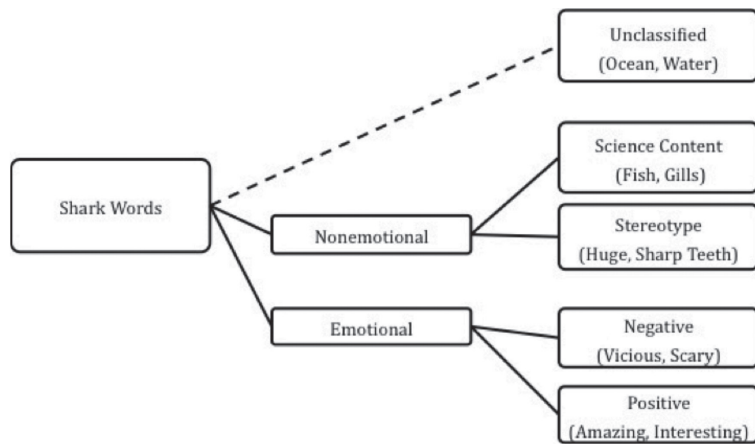 Unclassified
(Ocean, Water)
Science Content
(Fish, Gills)
Shark Words
Nonemotional
Stereotype
(Huge, Sharp Teeth)
Emotional
Negative
(Vicious, Scary)
Positive
(Amazing, Interesting)